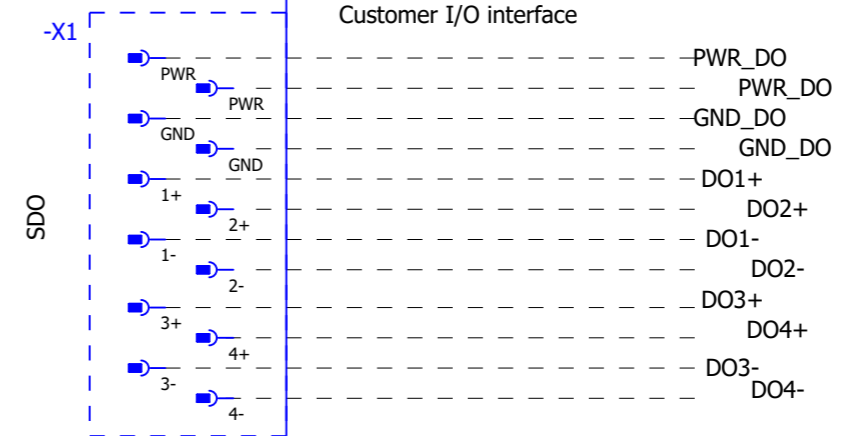 Customer I/O interface
-X1
SDO
PWR
PWR_DO
PWR
PWR_DO
GND
GND_DO
GND
GND_DO
1+
DO1+
2+
DO2+
1-
DO1-
2-
DO2-
3+
DO3+
4+
DO4+
3-
DO3-
4-
DO4-